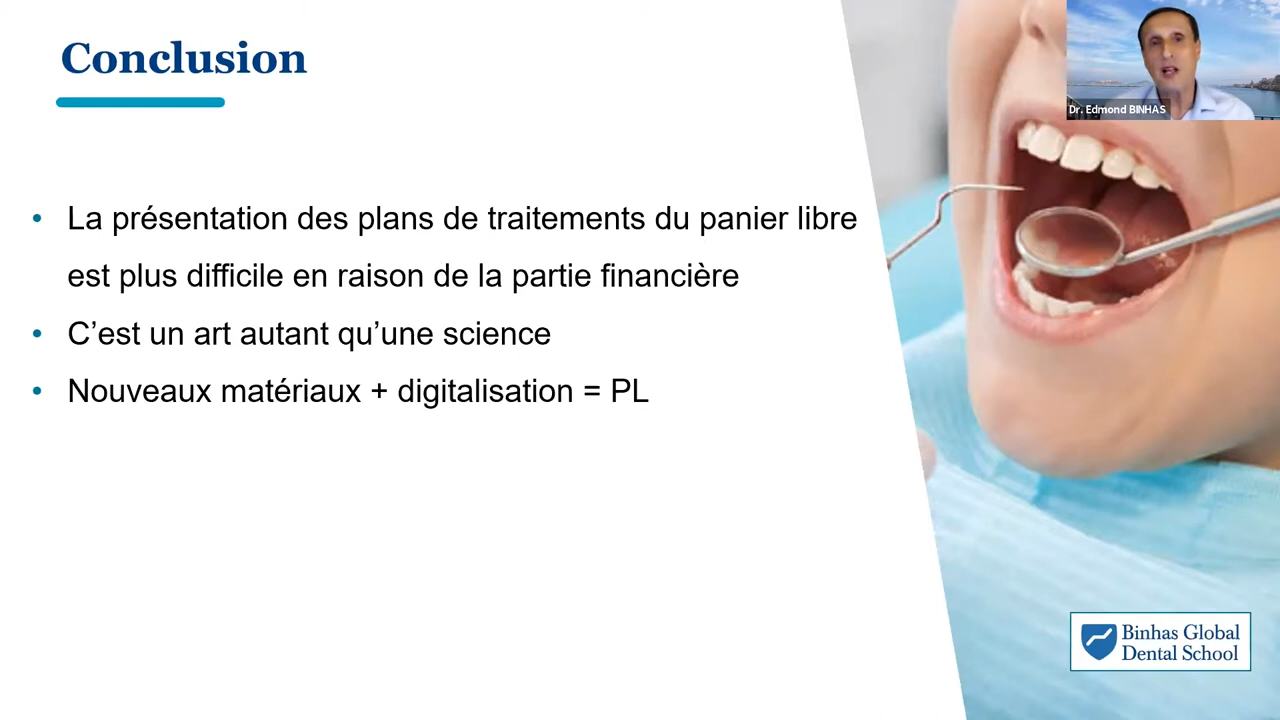 Conclusion
Dr. Edmond BINHAS
• La présentation des plans de traitements du panier libre
est plus difficile en raison de la partie financière
• C’est un art autant qu’une science
• Nouveaux matériaux + digitalisation = PL
Binhas Global
Dental School